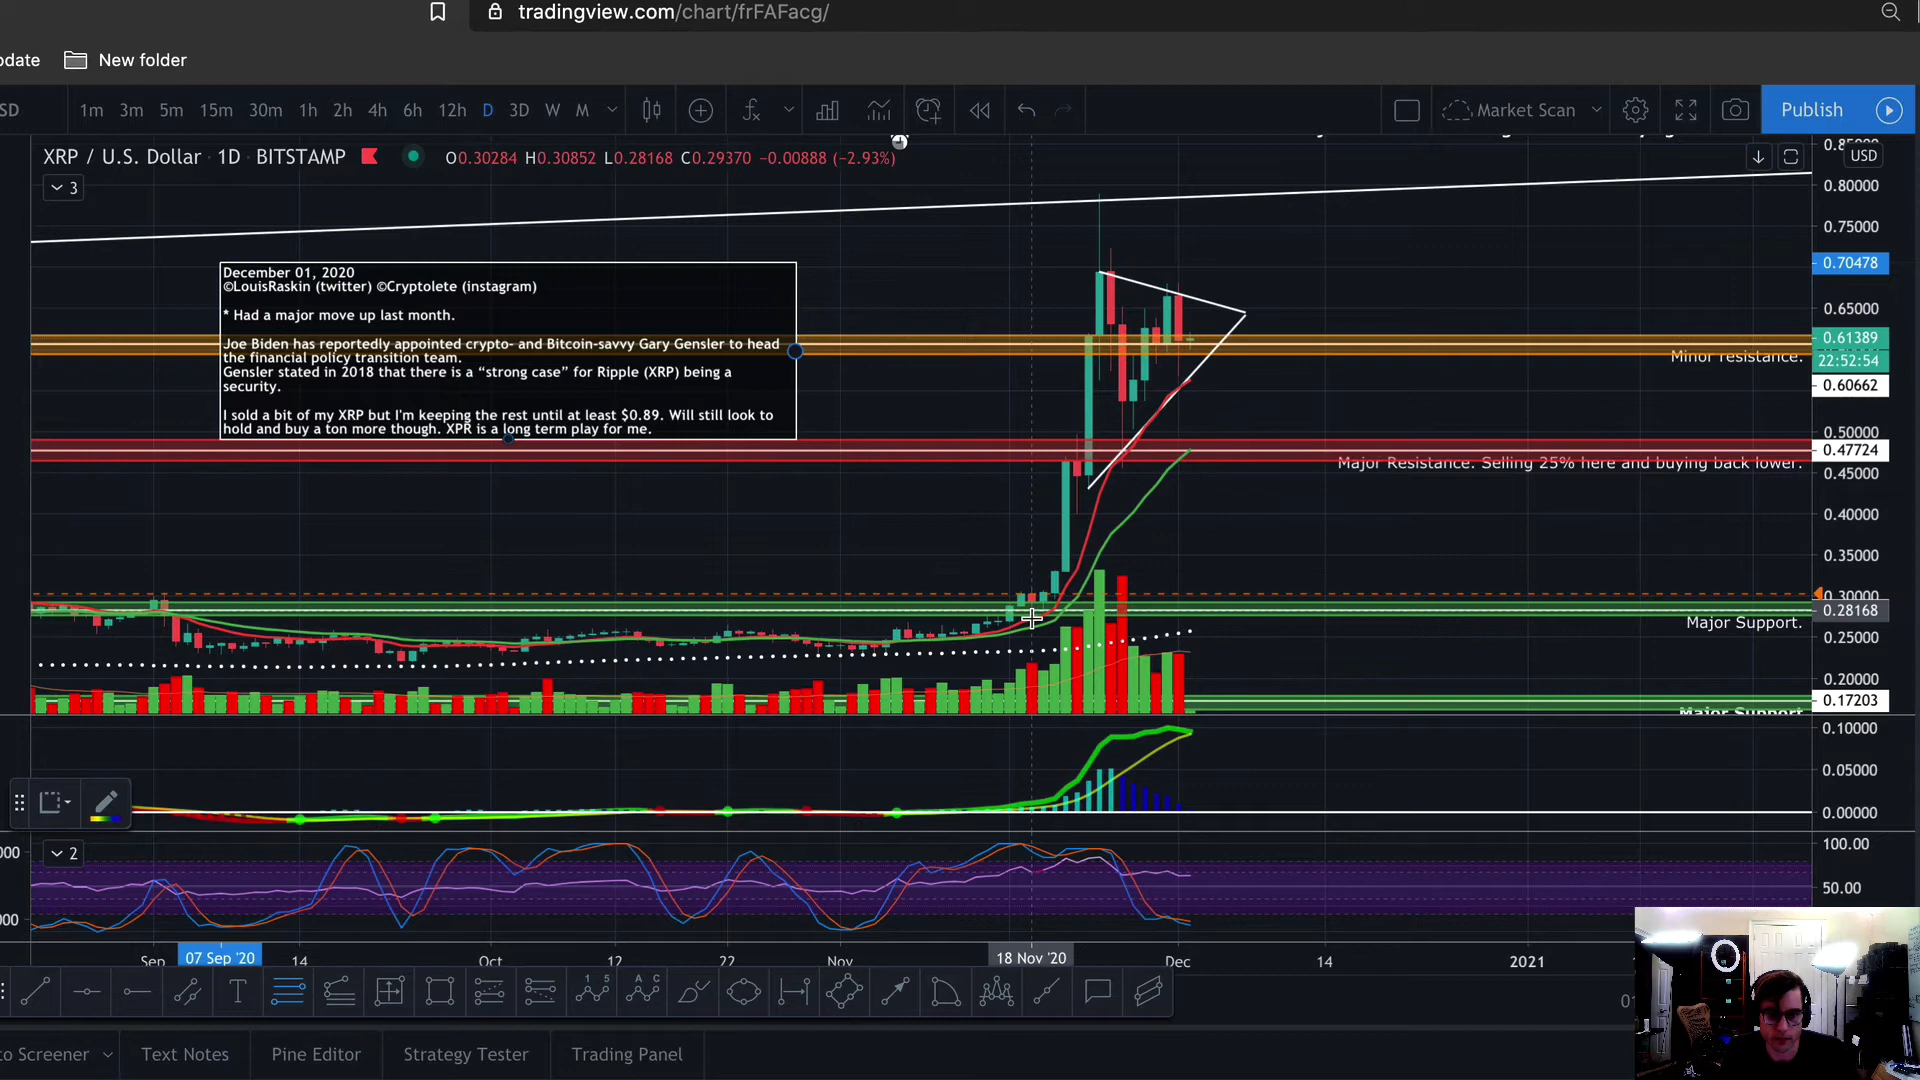 tradingview.com/chart/frFAFacg/
pdate New folder
SD 1m 3m 5m 15m 30m 1h 2h 4h 6h 12h D 3D W M Market Scan Publish
XRP / U.S. Dollar · 1D · BITSTAMP O0.30284 H0.30852 L0.28168 C0.29370 −0.00888 (−2.93%) USD
3
0.80000
0.75000
0.70478
0.65000
0.61389
22:52:54
0.60662
0.50000
0.47724
0.45000
0.40000
0.35000
0.30000
0.28168
0.25000
0.20000
0.17203
December 01, 2020
©LouisRaskin (twitter) ©Cryptolete (instagram)
* Had a major move up last month.
Joe Biden has reportedly appointed crypto- and Bitcoin-savvy Gary Gensler to head
the financial policy transition team.
Gensler stated in 2018 that there is a “strong case” for Ripple (XRP) being a
security.
I sold a bit of my XRP but I'm keeping the rest until at least $0.89. Will still look to
hold and buy a ton more though. XPR is a long term play for me.
Minor resistance.
Major Resistance. Selling 25% here and buying back lower.
Major Support.
Major Support
0.10000
0.05000
0.00000
2
100.00
50.00
Sep 07 Sep '20 14 Oct 12 22 Nov 18 Nov '20 Dec 14 2021
to Screener Text Notes Pine Editor Strategy Tester Trading Panel